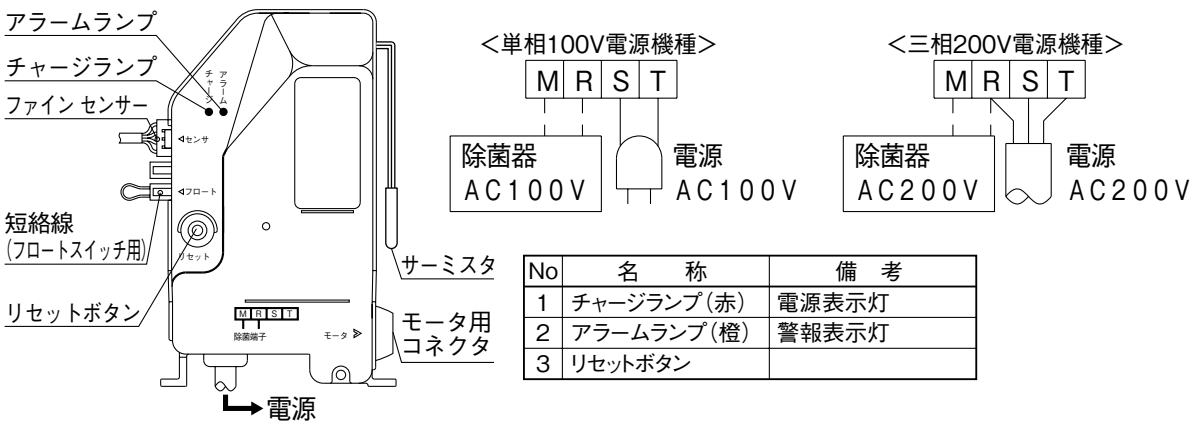 アラームランプ
チャージランプ
ファイン センサー
短絡線
(フロートスイッチ用)
リセットボタン
チャージ
アラーム
◁センサ
◁フロート
リセット
M R S T
除菌端子
モータ
電源
サーミスタ
モータ用
コネクタ
＜単相100V電源機種＞
M R S T
除菌器
AC100V
電源
AC100V
＜三相200V電源機種＞
M R S T
除菌器
AC200V
電源
AC200V
No 名 称 備 考
1 チャージランプ（赤） 電源表示灯
2 アラームランプ（橙） 警報表示灯
3 リセットボタン